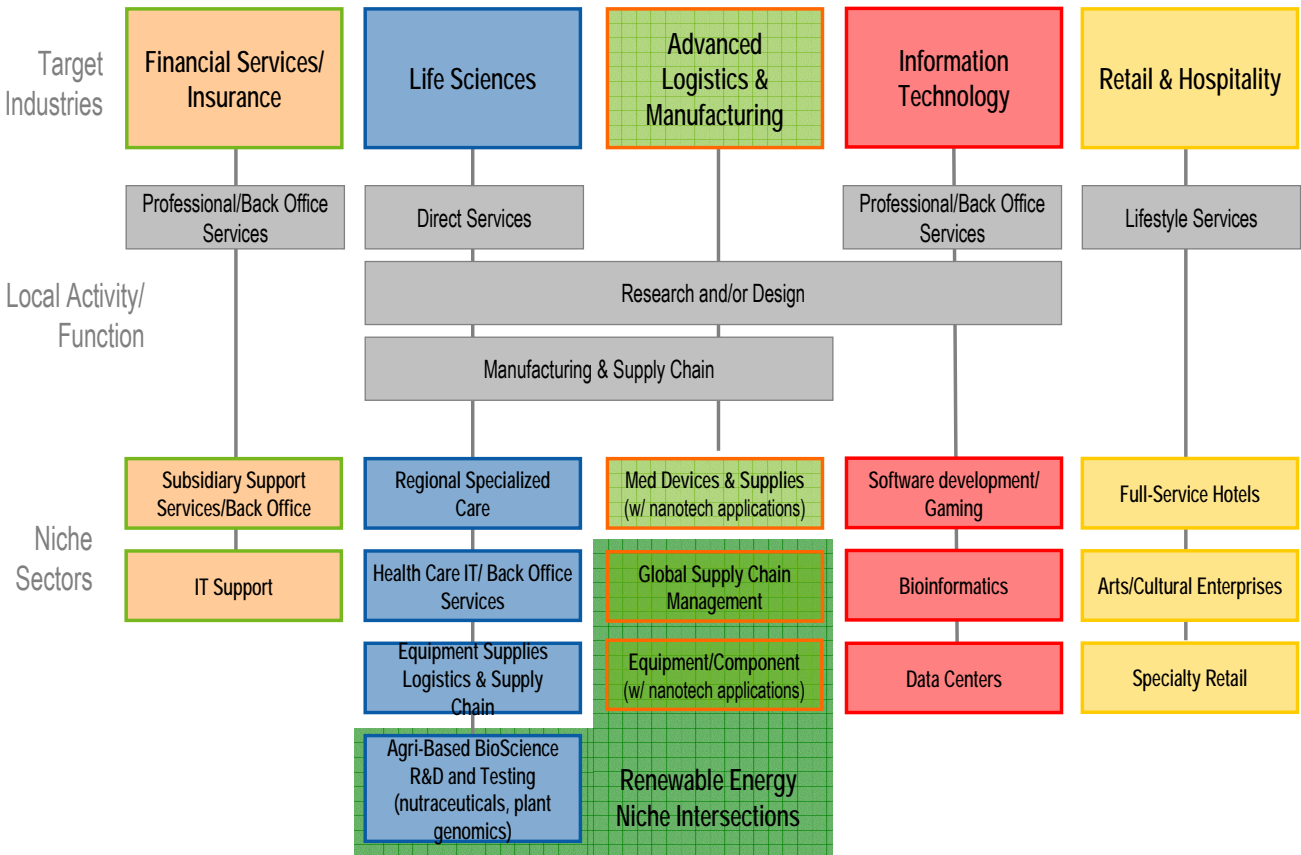 Target
Industries
Financial Services/
Insurance
Life Sciences
Advanced
Logistics &
Manufacturing
Information
Technology
Retail & Hospitality
Professional/Back Office
Services
Direct Services
Professional/Back Office
Services
Lifestyle Services
Local Activity/
Function
Research and/or Design
Manufacturing & Supply Chain
Niche
Sectors
Subsidiary Support
Services/Back Office
Regional Specialized
Care
Med Devices & Supplies
(w/ nanotech applications)
Software development/
Gaming
Full-Service Hotels
IT Support
Health Care IT/ Back Office
Services
Global Supply Chain
Management
Bioinformatics
Arts/Cultural Enterprises
Equipment Supplies
Logistics & Supply
Chain
Equipment/Component
(w/ nanotech applications)
Data Centers
Specialty Retail
Agri-Based BioScience
R&D and Testing
(nutraceuticals, plant
genomics)
Renewable Energy
Niche Intersections